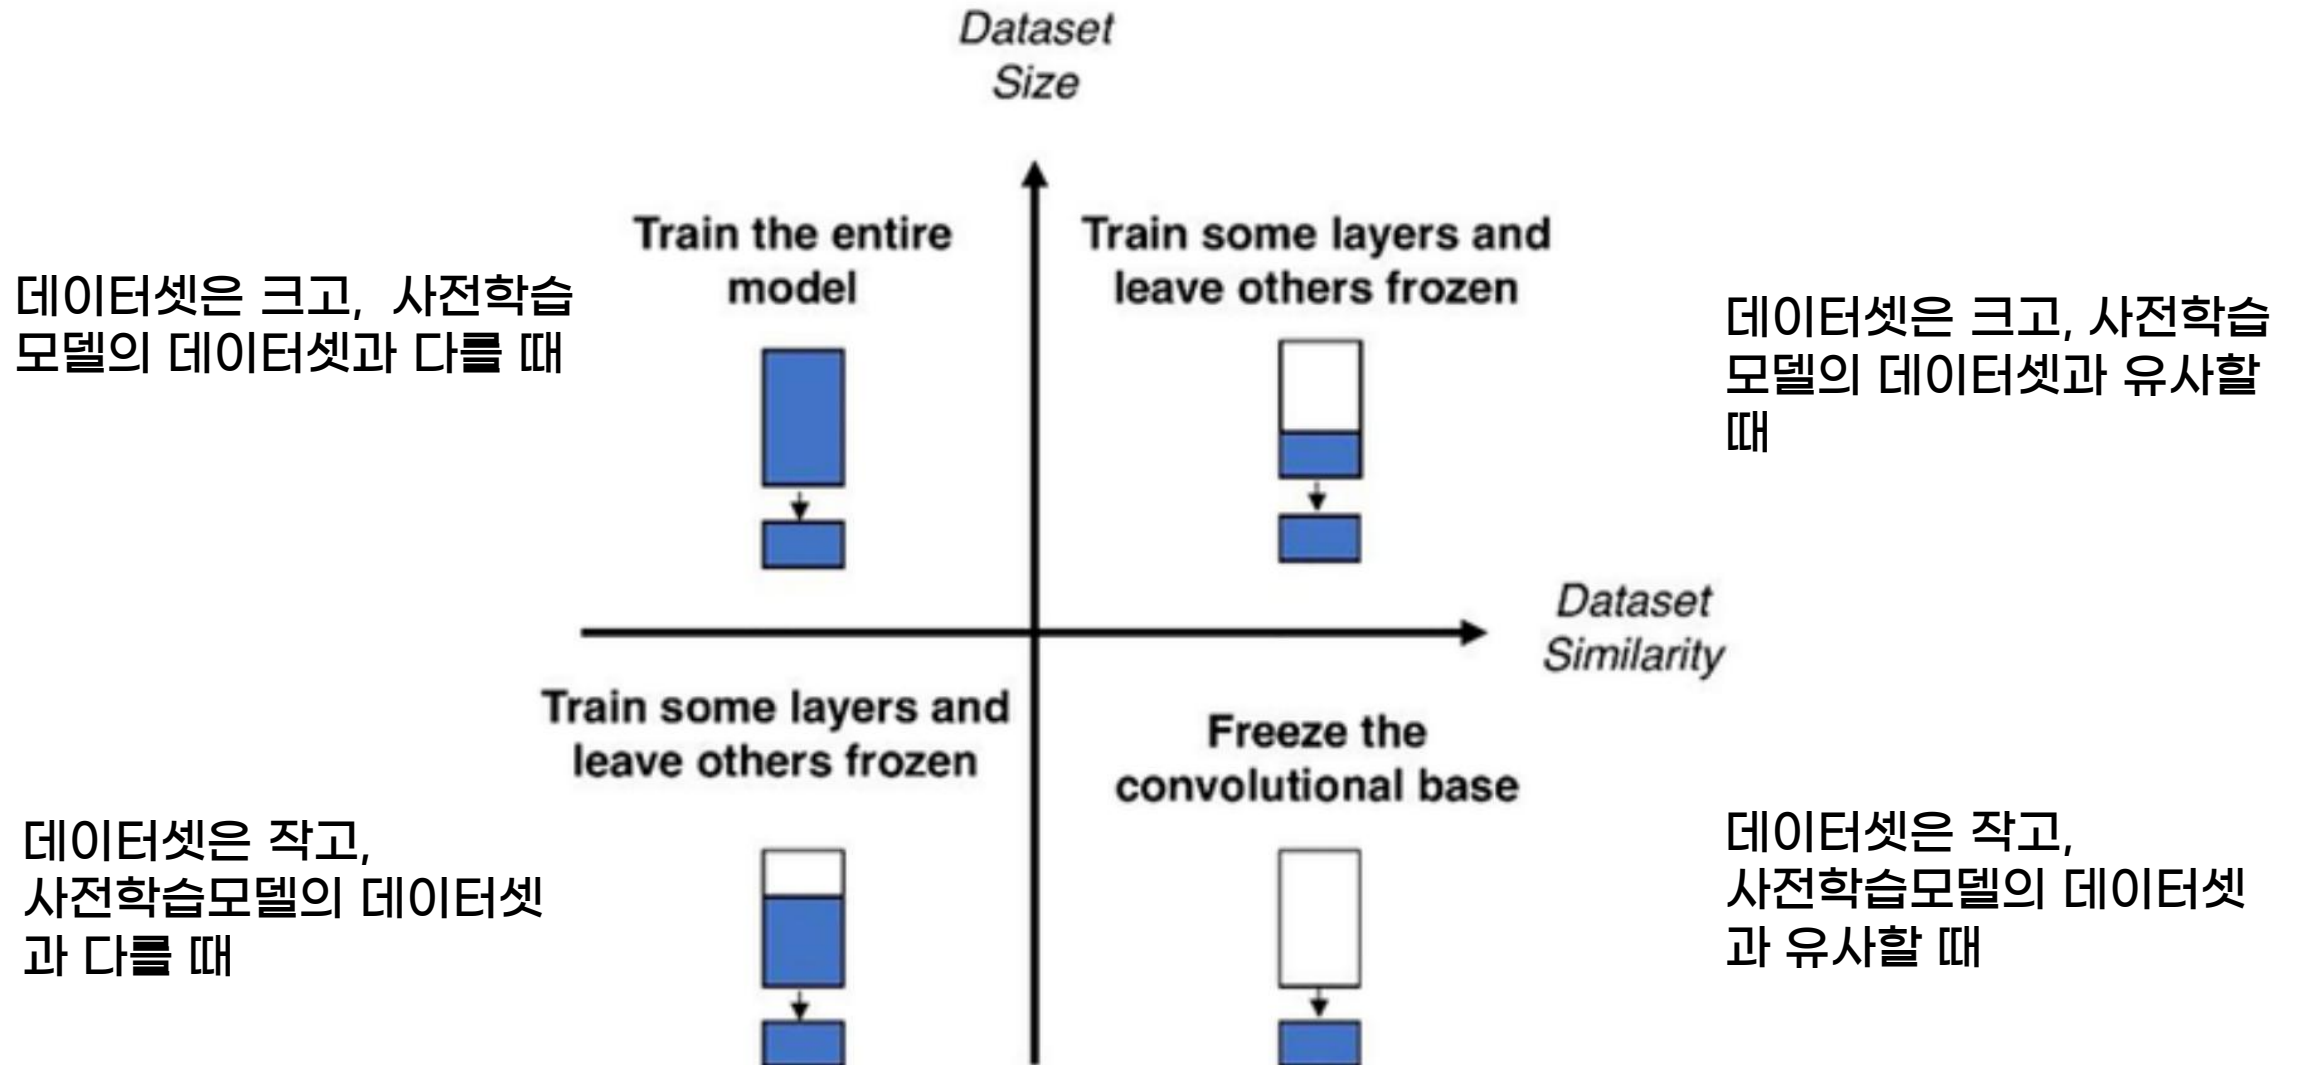 Dataset
Size
Train the entire
model
Train some layers and
leave others frozen
데이터셋은 크고,  사전학습
모델의 데이터셋과 다를 때
데이터셋은 크고, 사전학습
모델의 데이터셋과 유사할
때
Dataset
Similarity
Train some layers and
leave others frozen
Freeze the
convolutional base
데이터셋은 작고,
사전학습모델의 데이터셋
과 다를 때
데이터셋은 작고,
사전학습모델의 데이터셋
과 유사할 때